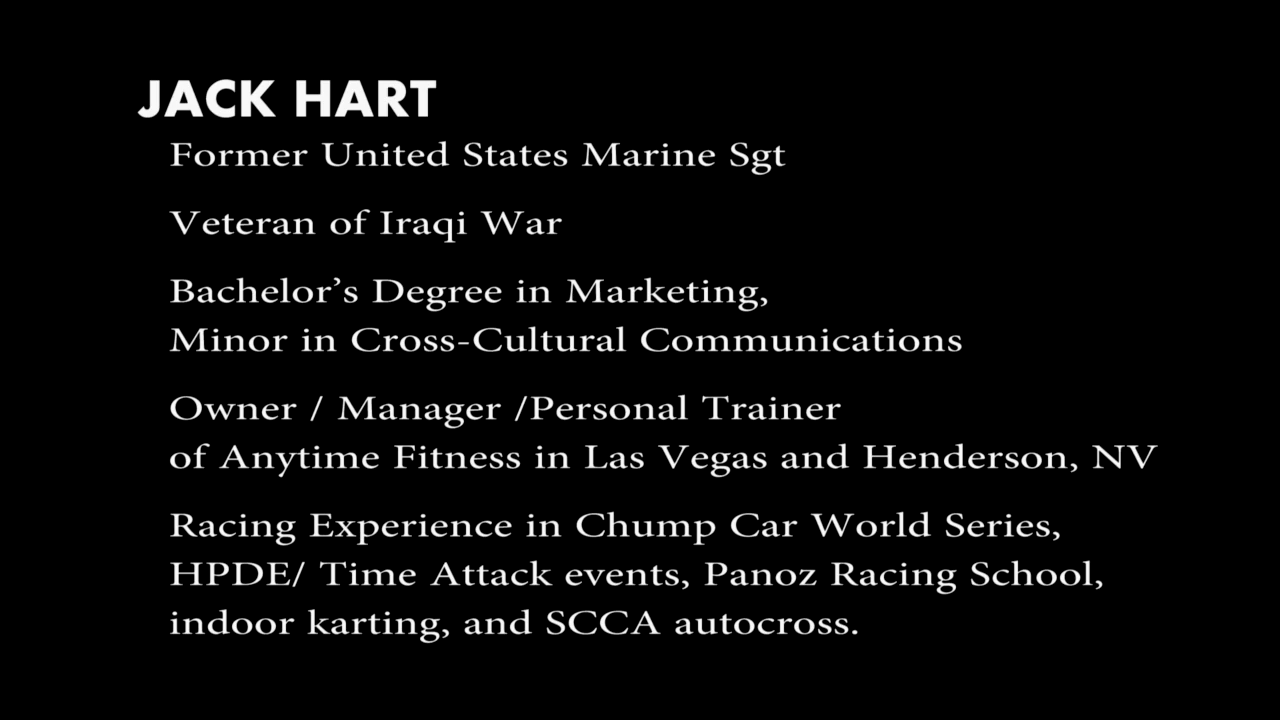 JACK HART
Former United States Marine Sgt
Veteran of Iraqi War
Bachelor’s Degree in Marketing,
Minor in Cross-Cultural Communications
Owner / Manager /Personal Trainer
of Anytime Fitness in Las Vegas and Henderson, NV
Racing Experience in Chump Car World Series,
HPDE/ Time Attack events, Panoz Racing School,
indoor karting, and SCCA autocross.